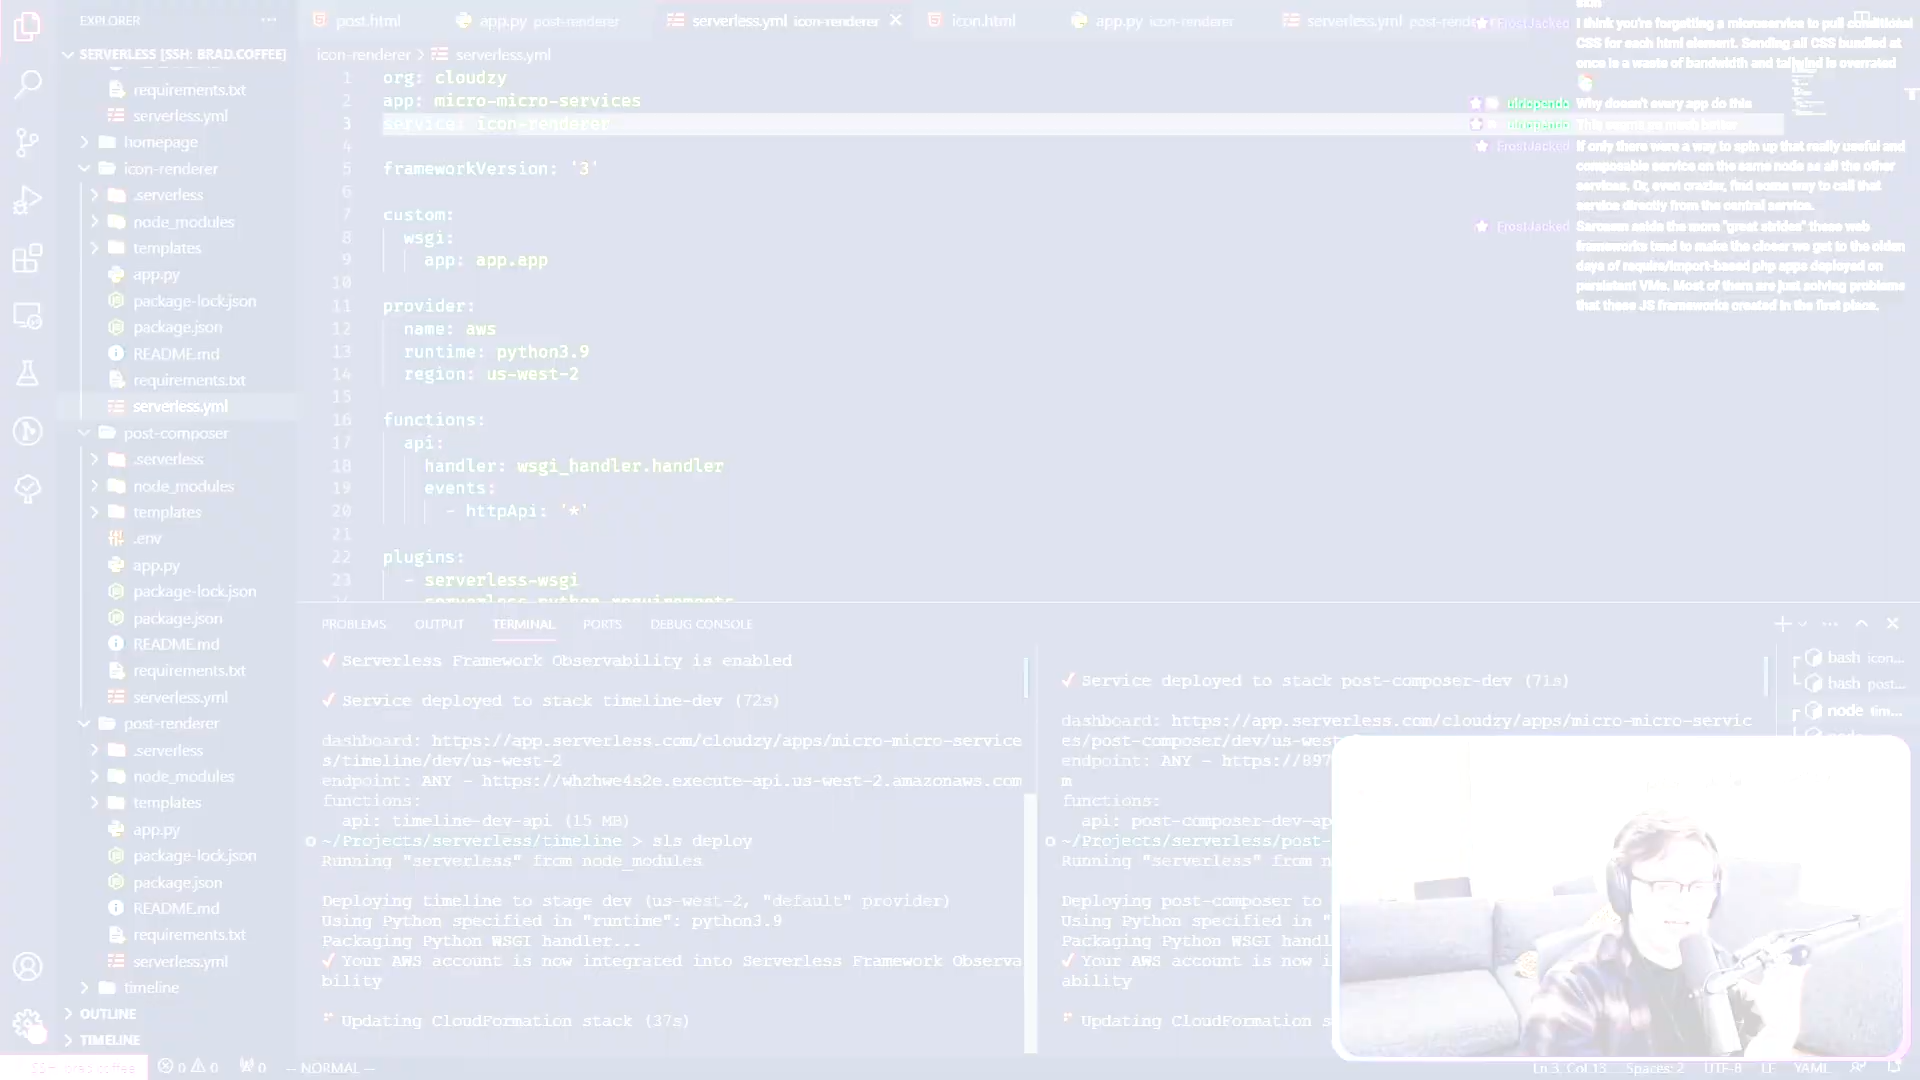 EXPLORER
SERVERLESS [SSH: BRAD.COFFEE]
requirements.txt
serverless.yml
homepage
icon-renderer
.serverless
node_modules
templates
app.py
package-lock.json
package.json
README.md
requirements.txt
serverless.yml
post-composer
.serverless
node_modules
templates
.env
app.py
package-lock.json
package.json
README.md
requirements.txt
serverless.yml
post-renderer
.serverless
node_modules
templates
app.py
package-lock.json
package.json
README.md
requirements.txt
serverless.yml
timeline
OUTLINE
TIMELINE
post.html
app.py post-renderer
serverless.yml icon-renderer
icon.html
app.py icon-renderer
serverless.yml
icon-renderer > serverless.yml
1 org: cloudzy
2 app: micro-micro-services
3 service: icon-renderer
4
5 frameworkVersion: '3'
6
7 custom:
8 wsgi:
9 app: app.app
10
11 provider:
12 name: aws
13 runtime: python3.9
14 region: us-west-2
15
16 functions:
17 api:
18 handler: wsgi_handler.handler
19 events:
20 - httpApi: '*'
21
22 plugins:
23 - serverless-wsgi
FrostJacked I think you're forgetting a microservice to pull conditional
CSS for each html element. Sending all CSS bundled at
once is a waste of bandwidth and tailwind is overrated
Why doesn't every app do this
This seems so much better
FrostJacked If only there were a way to spin up that really useful and
composable service on the same node as all the other
services. Or, even crazier, find some way to call that
service directly from the central service.
FrostJacked Sarcasm aside the more "great strides" these web
frameworks tend to make the closer we get to the olden
days of require/import-based php apps deployed on
persistent VMs. Most of them are just solving problems
that these JS frameworks created in the first place.
PROBLEMS OUTPUT TERMINAL PORTS DEBUG CONSOLE
✓ Serverless Framework Observability is enabled
✓ Service deployed to stack timeline-dev (72s)
dashboard: https://app.serverless.com/cloudzy/apps/micro-micro-service
s/timeline/dev/us-west-2
endpoint: ANY - https://whzhwe4s2e.execute-api.us-west-2.amazonaws.com
functions:
api: timeline-dev-api (15 MB)
~/Projects/serverless/timeline > sls deploy
Running "serverless" from node_modules
Deploying timeline to stage dev (us-west-2, "default" provider)
Using Python specified in "runtime": python3.9
Packaging Python WSGI handler...
✓ Your AWS account is now integrated into Serverless Framework Observa
bility
Updating CloudFormation stack (37s)
✓ Service deployed to stack post-composer-dev (71s)
dashboard: https://app.serverless.com/cloudzy/apps/micro-micro-servic
es/post-composer/dev/us-west-
endpoint: ANY - https://897
m
functions:
api: post-composer-dev-ap
~/Projects/serverless/post-
Running "serverless" from n
Deploying post-composer to
Using Python specified in "
Packaging Python WSGI handl
✓ Your AWS account is now i
ability
Updating CloudFormation s
bash icon...
bash post...
node tim...
0 0 0 -- NORMAL --
Ln 3, Col 13 Spaces: 2 UTF-8 LF YAML